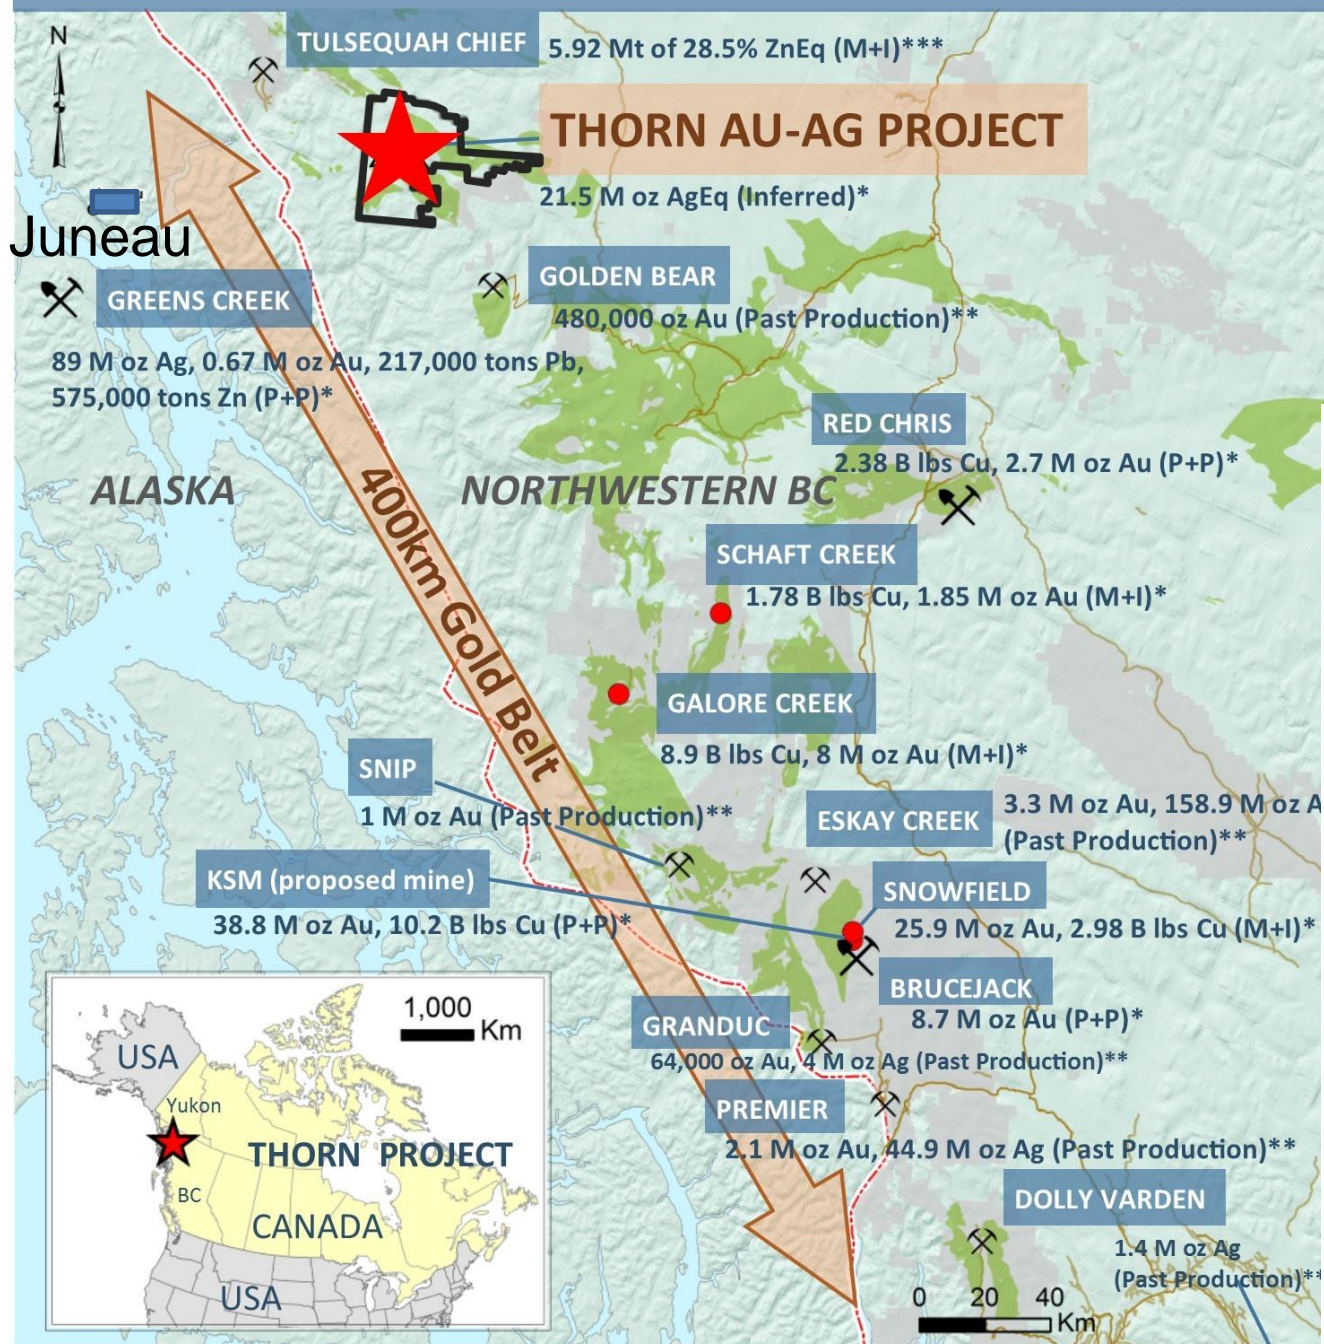 N
TULSEQUAH CHIEF
5.92 Mt of 28.5% ZnEq (M+I)***
THORN AU-AG PROJECT
21.5 M oz AgEq (Inferred)*
Juneau
GREENS CREEK
89 M oz Ag, 0.67 M oz Au, 217,000 tons Pb,
575,000 tons Zn (P+P)*
GOLDEN BEAR
480,000 oz Au (Past Production)**
RED CHRIS
2.38 B lbs Cu, 2.7 M oz Au (P+P)*
ALASKA
NORTHWESTERN BC
400km Gold Belt
SCHAFT CREEK
1.78 B lbs Cu, 1.85 M oz Au (M+I)*
GALORE CREEK
8.9 B lbs Cu, 8 M oz Au (M+I)*
SNIP
1 M oz Au (Past Production)**
ESKAY CREEK
3.3 M oz Au, 158.9 M oz A
(Past Production)**
KSM (proposed mine)
38.8 M oz Au, 10.2 B lbs Cu (P+P)*
SNOWFIELD
25.9 M oz Au, 2.98 B lbs Cu (M+I)*
BRUCEJACK
8.7 M oz Au (P+P)*
GRANDUC
64,000 oz Au, 4 M oz Ag (Past Production)**
PREMIER
2.1 M oz Au, 44.9 M oz Ag (Past Production)**
DOLLY VARDEN
1.4 M oz Ag
(Past Production)**
1,000
Km
USA
Yukon
THORN PROJECT
BC
CANADA
USA
0 20 40
Km